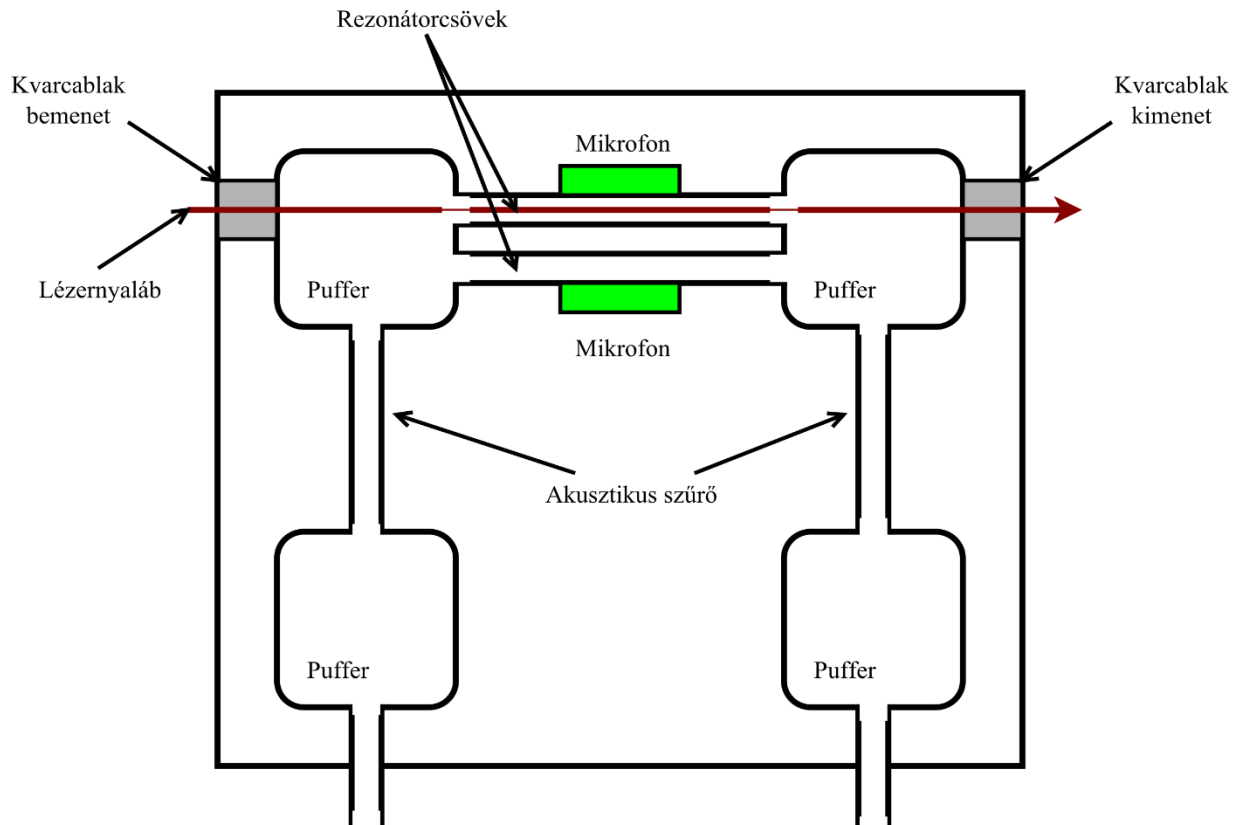 Rezonátorcsövek
Kvarcablak
bemenet
Kvarcablak
kimenet
Mikrofon
Lézernyaláb
Puffer
Puffer
Mikrofon
Akusztikus szűrő
Puffer
Puffer